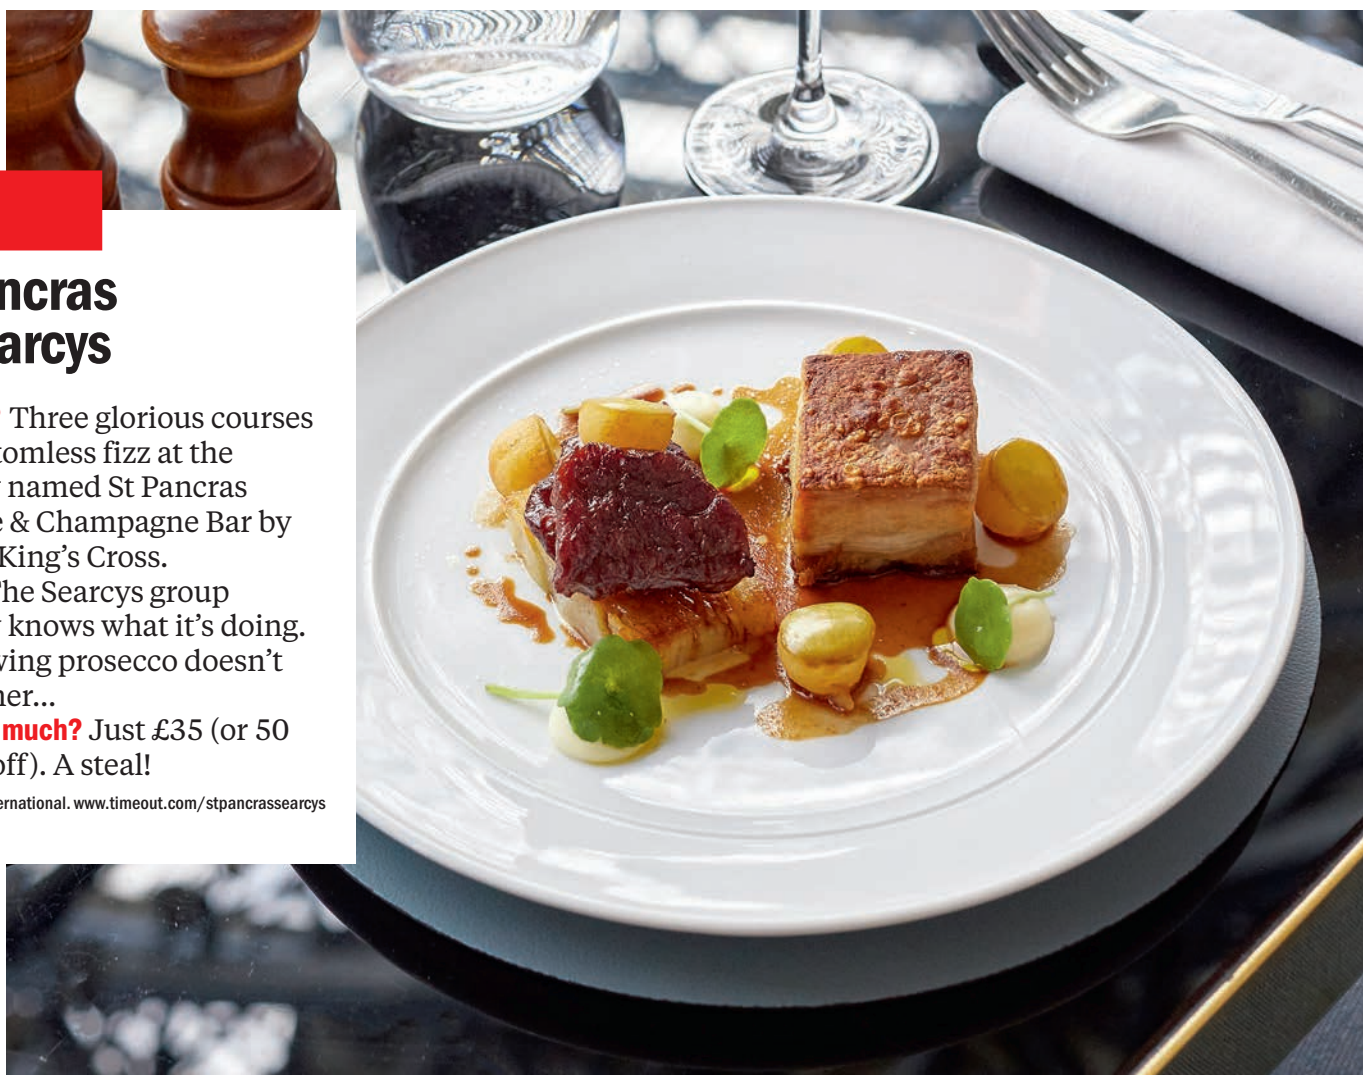 ncras
arcys
Three glorious courses
tomless fizz at the
named St Pancras
& Champagne Bar by
King's Cross.
The Searcys group
knows what it's doing.
ving prosecco doesn't
her...
much? Just £35 (or 50
off). A steal!
ernational. www.timeout.com/stpancrassearcys